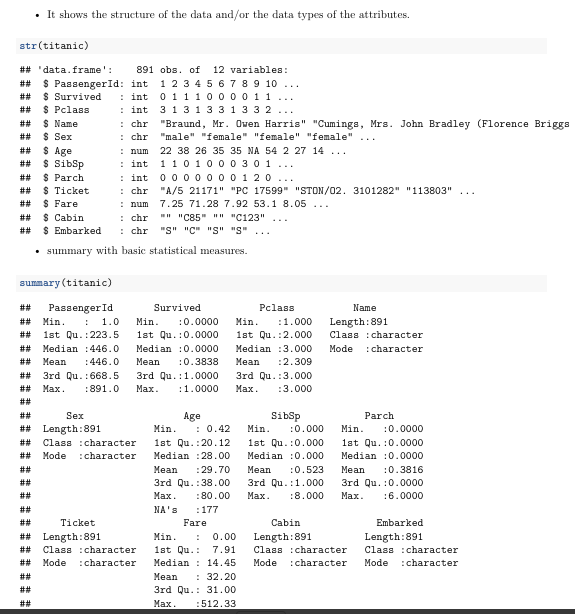 • It shows the structure of the data and/or the data types of the attributes.
str(titanic)
## 'data.frame':    891 obs. of  12 variables:
##  $ PassengerId: int  1 2 3 4 5 6 7 8 9 10 ...
##  $ Survived   : int  0 1 1 1 0 0 0 0 1 1 ...
##  $ Pclass     : int  3 1 3 1 3 3 1 3 3 2 ...
##  $ Name       : chr  "Braund, Mr. Owen Harris" "Cumings, Mrs. John Bradley (Florence Briggs
##  $ Sex        : chr  "male" "female" "female" "female" ...
##  $ Age        : num  22 38 26 35 35 NA 54 2 27 14 ...
##  $ SibSp      : int  1 1 0 1 0 0 0 3 0 1 ...
##  $ Parch      : int  0 0 0 0 0 0 0 1 2 0 ...
##  $ Ticket     : chr  "A/5 21171" "PC 17599" "STON/O2. 3101282" "113803" ...
##  $ Fare       : num  7.25 71.28 7.92 53.1 8.05 ...
##  $ Cabin      : chr  "" "C85" "" "C123" ...
##  $ Embarked   : chr  "S" "C" "S" "S" ...
• summary with basic statistical measures.
summary(titanic)
##   PassengerId      Survived          Pclass          Name
##  Min.   :  1.0   Min.   :0.0000   Min.   :1.000   Length:891
##  1st Qu.:223.5   1st Qu.:0.0000   1st Qu.:2.000   Class :character
##  Median :446.0   Median :0.0000   Median :3.000   Mode  :character
##  Mean   :446.0   Mean   :0.3838   Mean   :2.309
##  3rd Qu.:668.5   3rd Qu.:1.0000   3rd Qu.:3.000
##  Max.   :891.0   Max.   :1.0000   Max.   :3.000
##
##      Sex                 Age            SibSp           Parch
##  Length:891         Min.   : 0.42   Min.   :0.000   Min.   :0.0000
##  Class :character   1st Qu.:20.12   1st Qu.:0.000   1st Qu.:0.0000
##  Mode  :character   Median :28.00   Median :0.000   Median :0.0000
##                     Mean   :29.70   Mean   :0.523   Mean   :0.3816
##                     3rd Qu.:38.00   3rd Qu.:1.000   3rd Qu.:0.0000
##                     Max.   :80.00   Max.   :8.000   Max.   :6.0000
##                     NA's   :177
##     Ticket               Fare           Cabin             Embarked
##  Length:891         Min.   :  0.00   Length:891         Length:891
##  Class :character   1st Qu.:  7.91   Class :character   Class :character
##  Mode  :character   Median : 14.45   Mode  :character   Mode  :character
##                     Mean   : 32.20
##                     3rd Qu.: 31.00
##                     Max.   :512.33